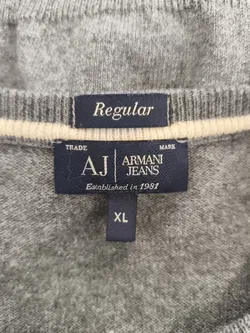 Regular
TRADE MARK
AJ ARMANI
JEANS
Established in 1981
XL